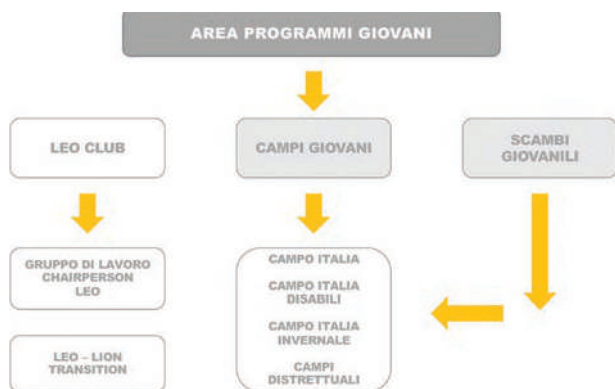 AREA PROGRAMMI GIOVANI
LEO CLUB
CAMPI GIOVANI
SCAMBI
GIOVANILI
GRUPPO DI LAVORO
CHAIRPERSON
LEO
LEO – LION
TRANSITION
CAMPO ITALIA
CAMPO ITALIA
DISABILI
CAMPO ITALIA
INVERNALE
CAMPI
DISTRETTUALI